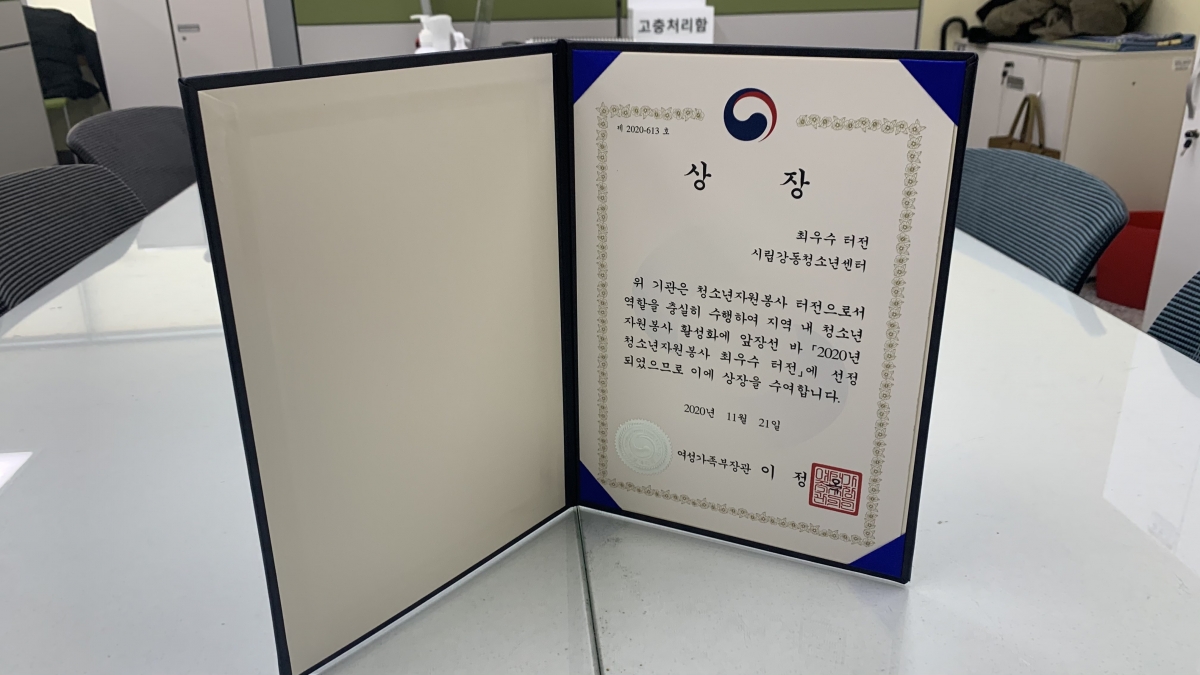 고충처리함
제 2020-613 호
상 장
최우수 터전
시립강동청소년센터
위 기관은 청소년자원봉사 터전으로서
역할을 충실히 수행하여 지역 내 청소년
자원봉사 활성화에 앞장선 바 「2020년
청소년자원봉사 최우수 터전」에 선정
되었으므로 이에 상장을 수여합니다.
2020년 11월 21일
여성가족부장관 이 정 옥